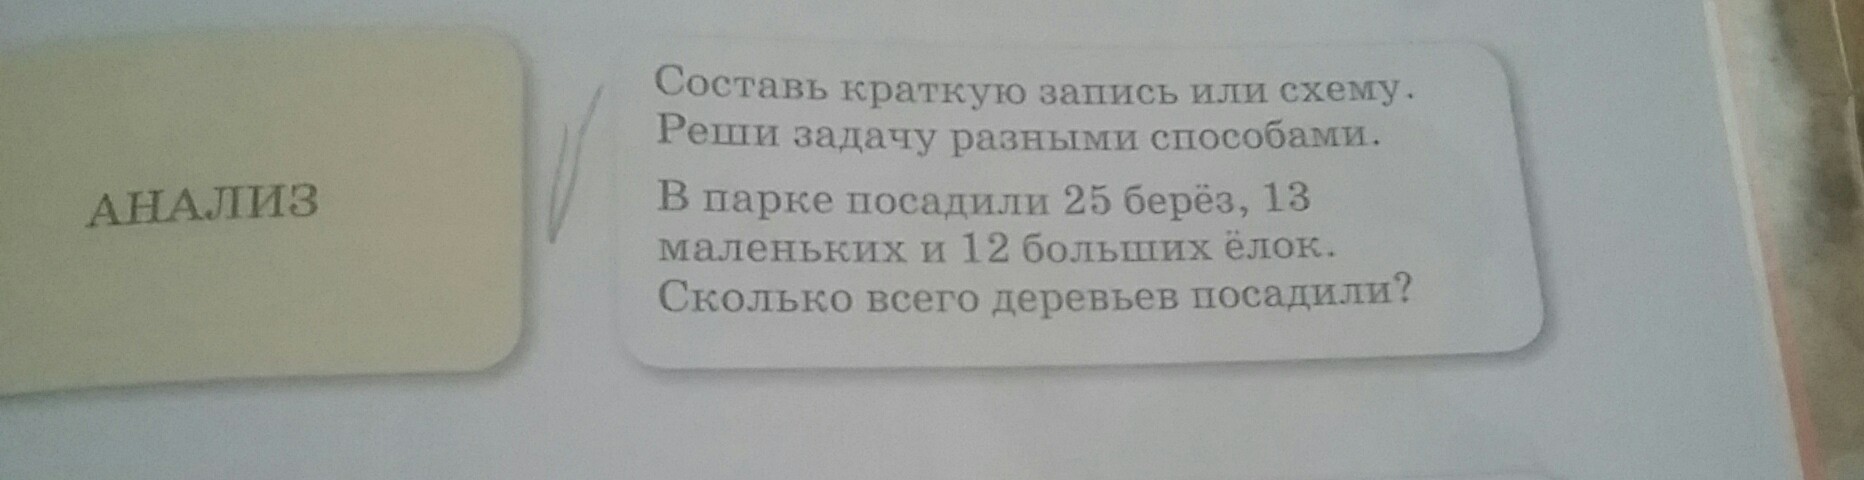 АНАЛИЗ
Составь краткую запись или схему.
Реши задачу разными способами.
В парке посадили 25 берёз, 13
маленьких и 12 больших ёлок.
Сколько всего деревьев посадили?